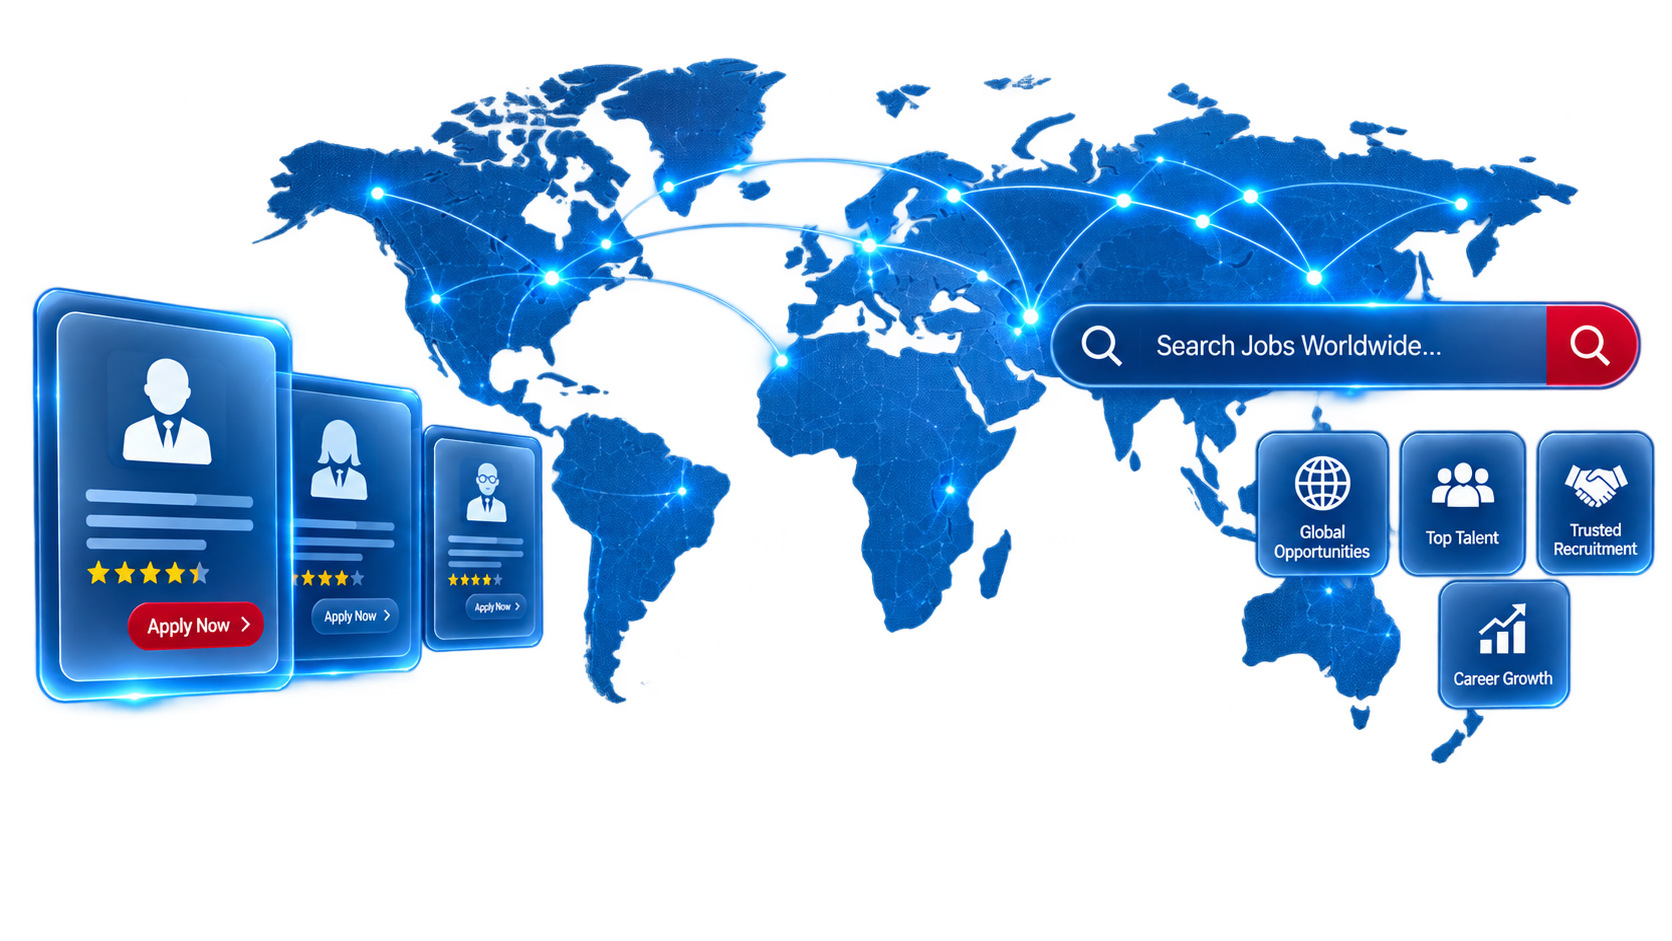 Search Jobs Worldwide...
Global
Opportunities
Top Talent
Trusted
Recruitment
Career Growth
Apply Now
Apply Now
Apply Now